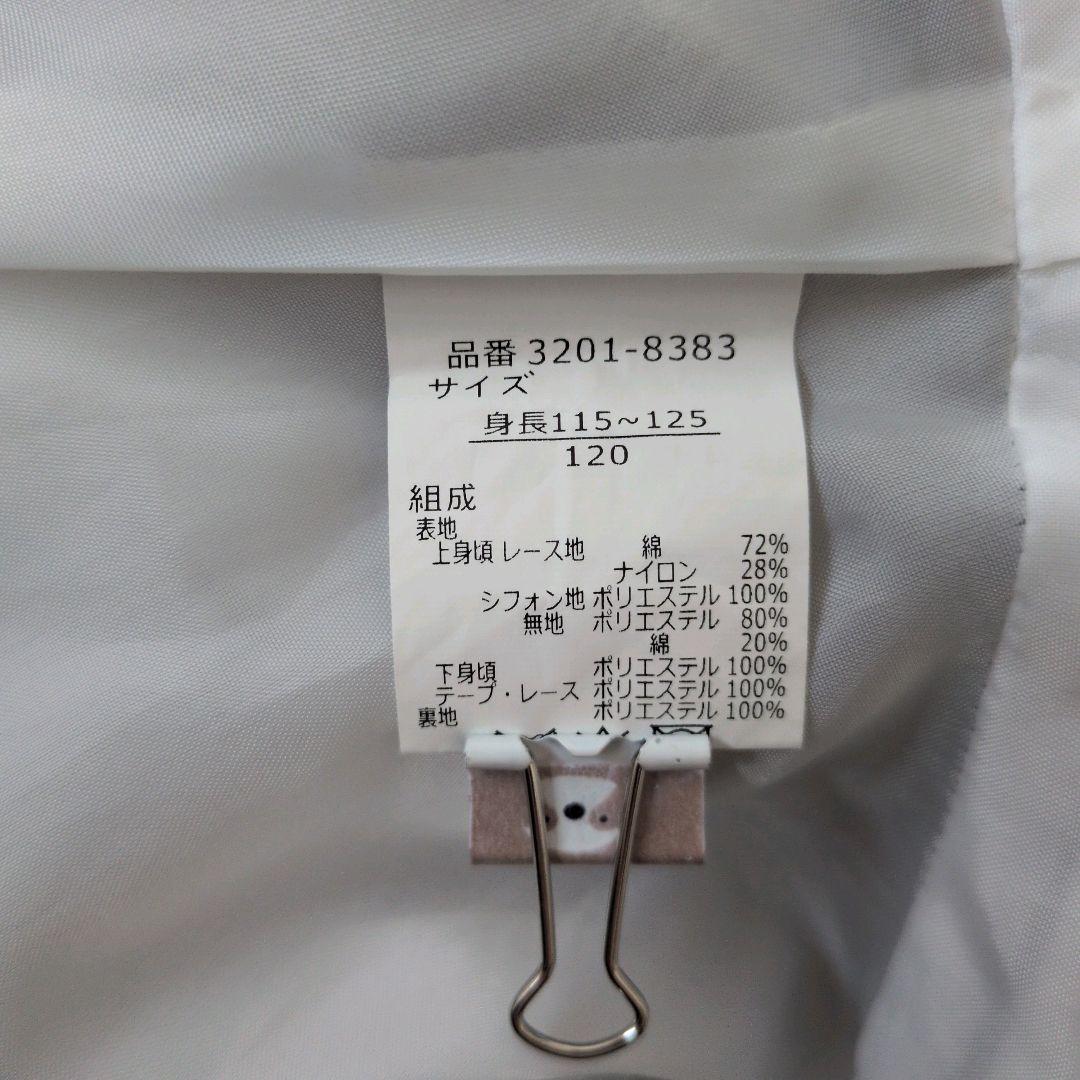 品番 3201-8383
サイズ
身長115~125
120
組成
表地
上身頃 レース地 綿 72%
ナイロン 28%
シフォン地 ポリエステル 100%
無地 ポリエステル 80%
綿 20%
下身頃 ポリエステル 100%
テープ・レース ポリエステル 100%
裏地 ポリエステル 100%